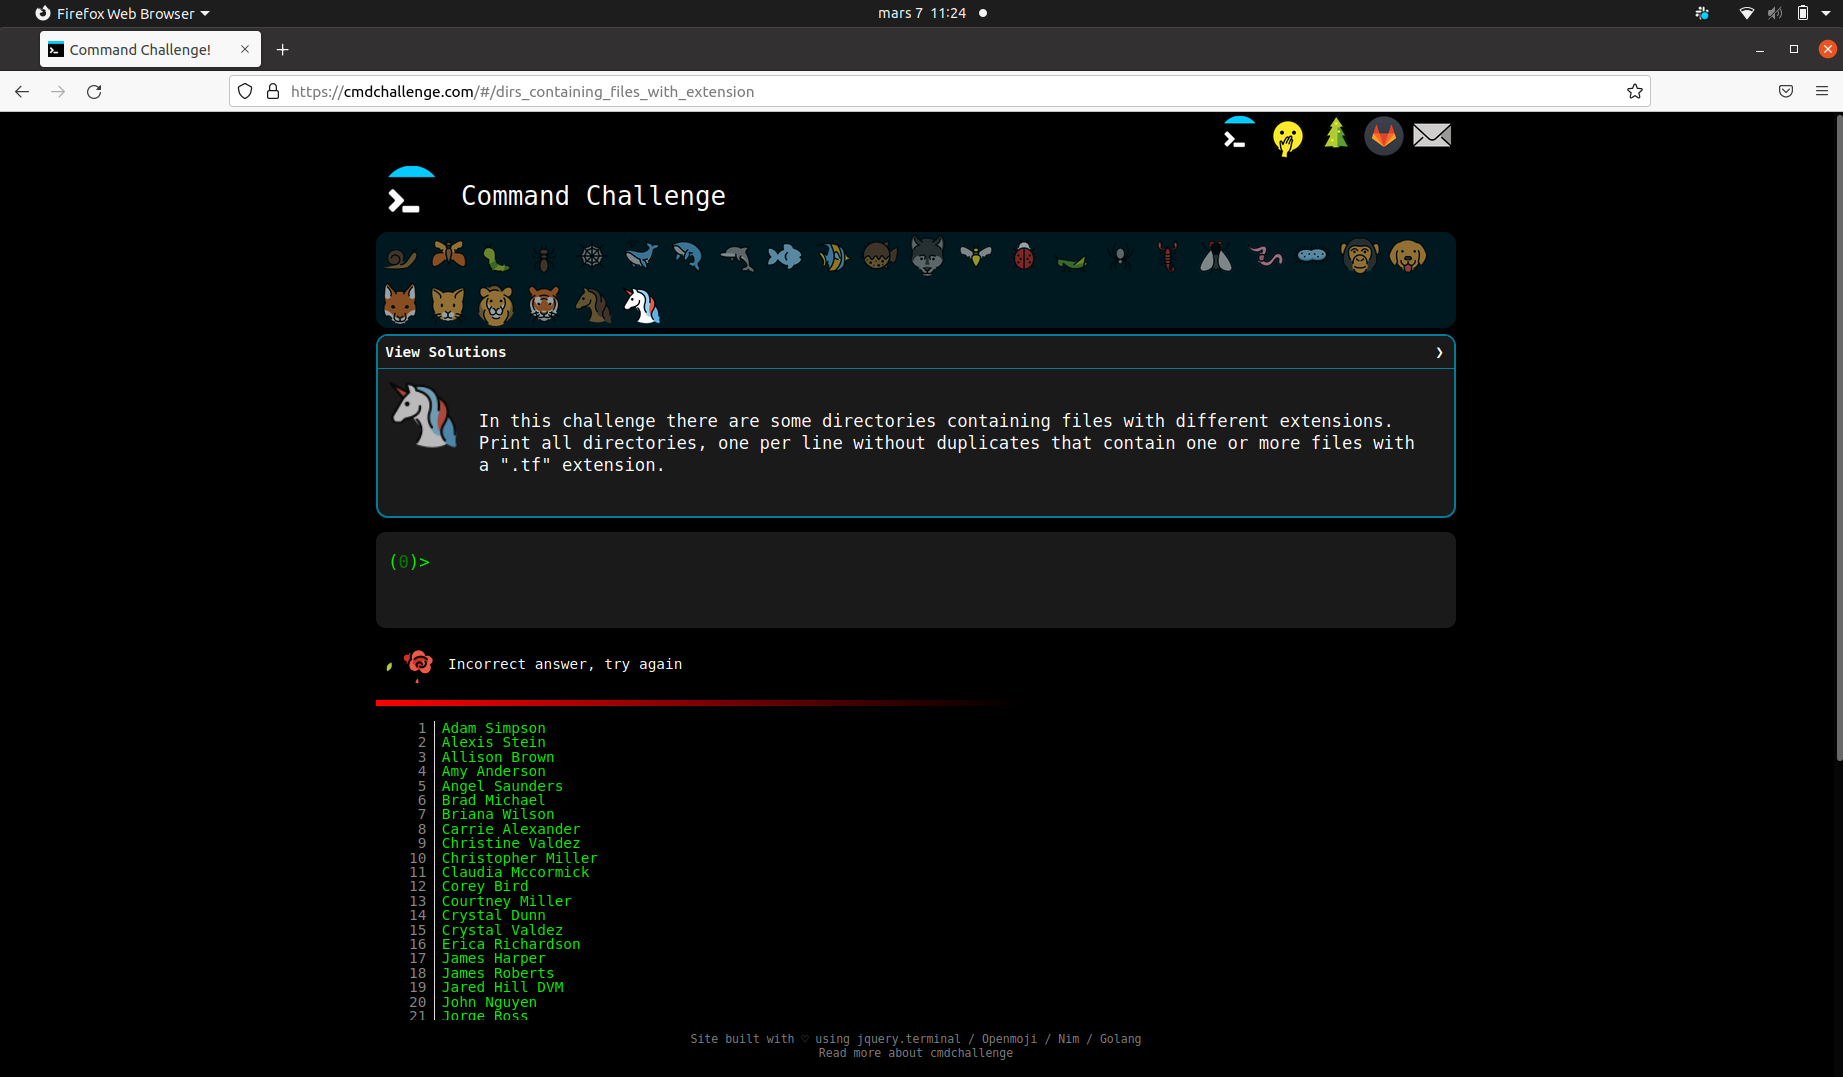 Firefox Web Browser
mars 7 11:24
Command Challenge!
https://cmdchallenge.com/#/dirs_containing_files_with_extension
Command Challenge
View Solutions
In this challenge there are some directories containing files with different extensions.
Print all directories, one per line without duplicates that contain one or more files with
a ".tf" extension.
(0)>
Incorrect answer, try again
1 Adam Simpson
2 Alexis Stein
3 Allison Brown
4 Amy Anderson
5 Angel Saunders
6 Brad Michael
7 Briana Wilson
8 Carrie Alexander
9 Christine Valdez
10 Christopher Miller
11 Claudia Mccormick
12 Corey Bird
13 Courtney Miller
14 Crystal Dunn
15 Crystal Valdez
16 Erica Richardson
17 James Harper
18 James Roberts
19 Jared Hill DVM
20 John Nguyen
21 Jorge Ross
Site built with ♡ using jquery.terminal / Openmoji / Nim / Golang
Read more about cmdchallenge